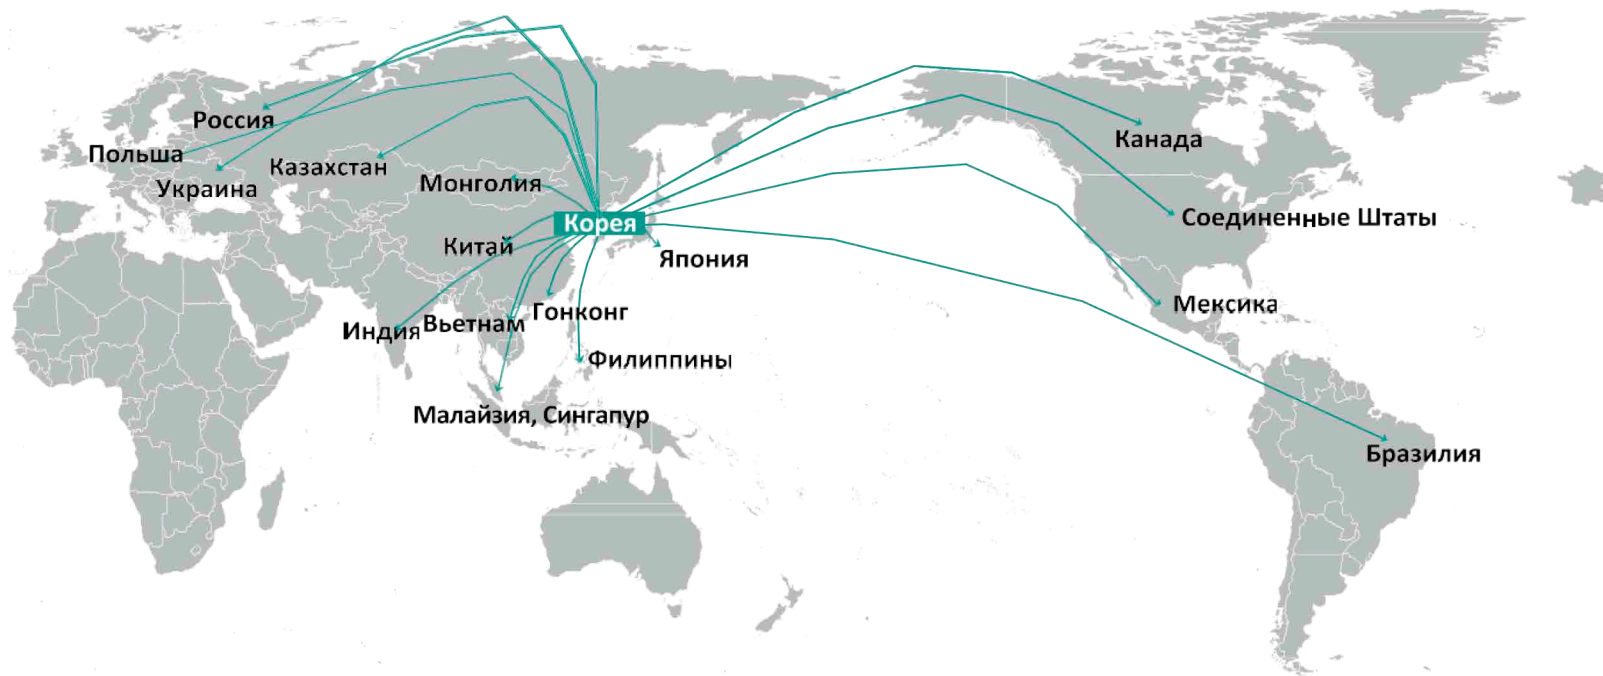 Россия
Канада
Польша
Казахстан
Монголия
Украина
Соединенные Штаты
Корея
Китай
Япония
Мексика
Гонконг
Вьетнам
Индия
Филиппины
Малайзия, Сингапур
Бразилия